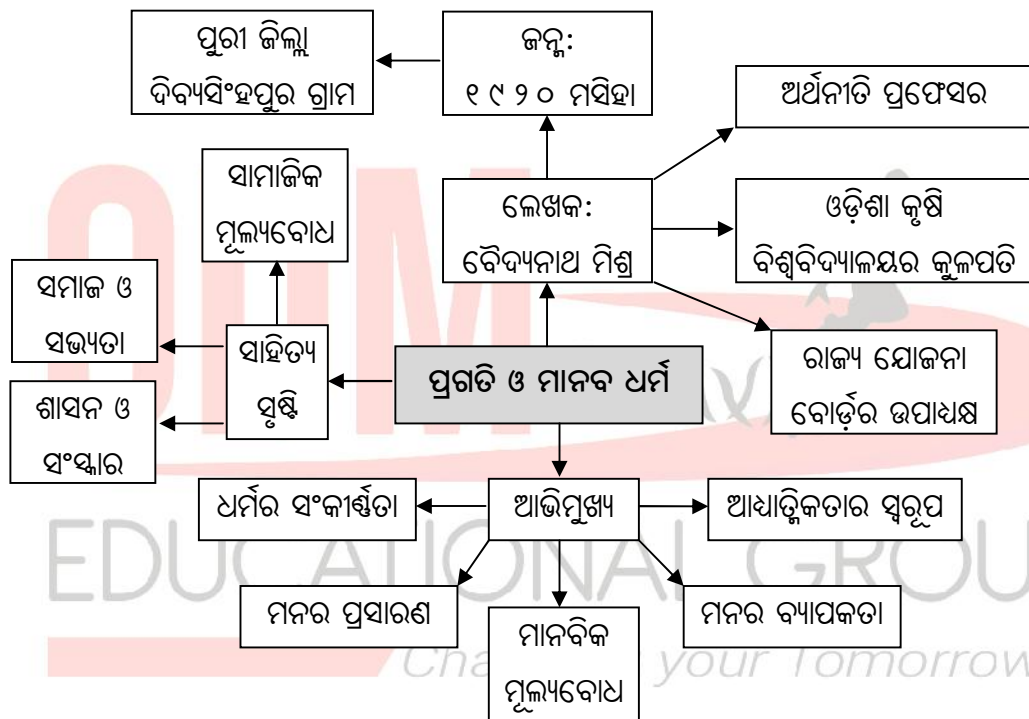 ପୁରୀ ଜିଲ୍ଲା
ଦିବ୍ୟସିଂହପୁର ଗ୍ରାମ
ଜନ୍ମ:
୧୯୨୦ ମସିହା
ଅର୍ଥନୀତି ପ୍ରଫେସର
ସାମାଜିକ
ମୂଲ୍ୟବୋଧ
ଲେଖକ:
ବୈଦ୍ୟନାଥ ମିଶ୍ର
ଓଡ଼ିଶା କୃଷି
ବିଶ୍ୱବିଦ୍ୟାଳୟର କୁଳପତି
ସମାଜ ଓ
ସଭ୍ୟତା
ସାହିତ୍ୟ
ସୃଷ୍ଟି
ପ୍ରଗତି ଓ ମାନବ ଧର୍ମ
ରାଜ୍ୟ ଯୋଜନା
ବୋର୍ଡ଼ର ଉପାଧ୍ୟକ୍ଷ
ଶାସନ ଓ
ସଂସ୍କାର
ଧର୍ମର ସଂକୀର୍ଣ୍ଣତା
ଆଭିମୁଖ୍ୟ
ଆଧ୍ୟାତ୍ମିକତାର ସ୍ୱରୂପ
ମନର ପ୍ରସାରଣ
ମାନବିକ
ମୂଲ୍ୟବୋଧ
ମନର ବ୍ୟାପକତା
EDUCATIONAL GROU
your Tomorrow